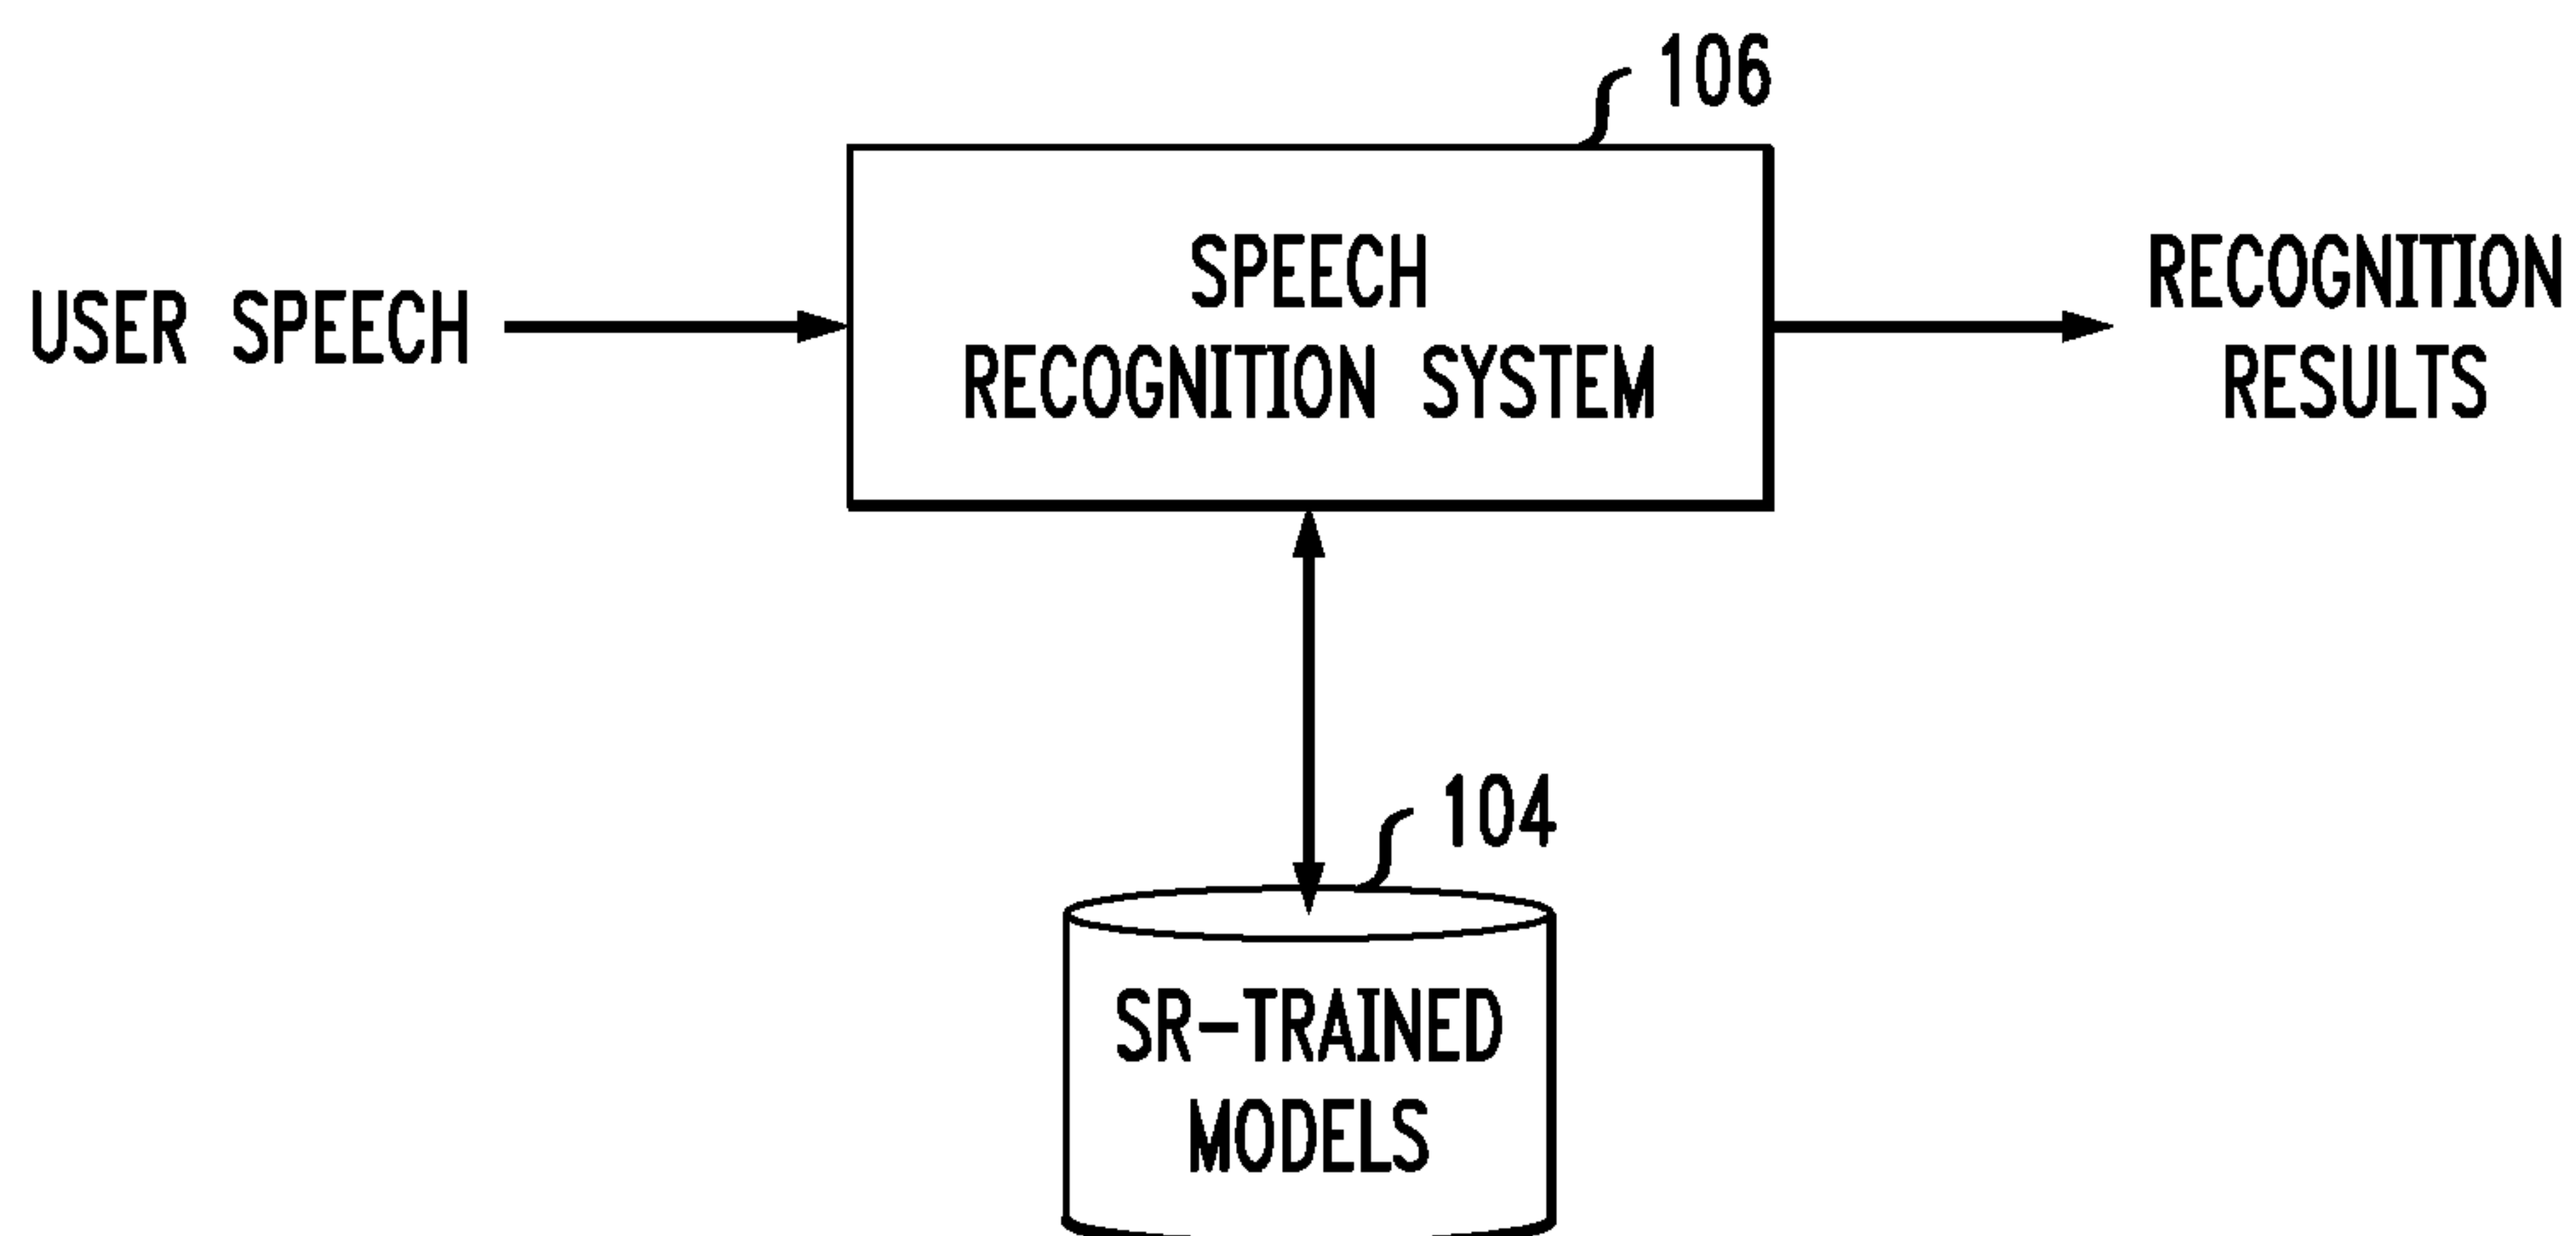 106
USER SPEECH
SPEECH
RECOGNITION SYSTEM
RECOGNITION
RESULTS
104
SR-TRAINED
MODELS